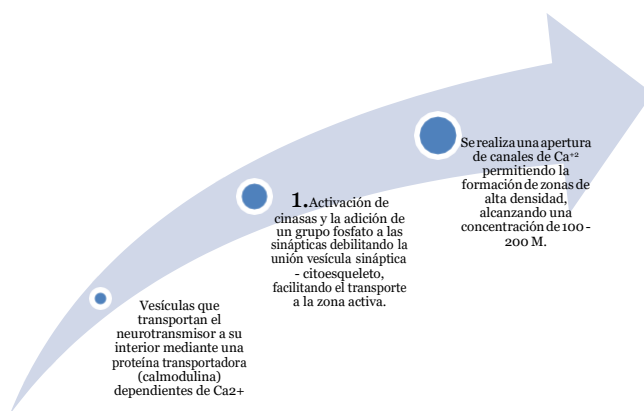 Vesículas que
transportan el
neurotransmisor a su
interior mediante una
proteína transportadora
(calmodulina)
dependientes de Ca2+
1.Activación de
cinasas y la adición de
un grupo fosfato a las
sinápticas debilitando la
unión vesícula sináptica
- citoesqueleto,
facilitando el transporte
a la zona activa.
Se realiza una apertura
de canales de Ca⁺²
permitiendo la
formación de zonas de
alta densidad,
alcanzando una
concentración de 100 -
200 M.